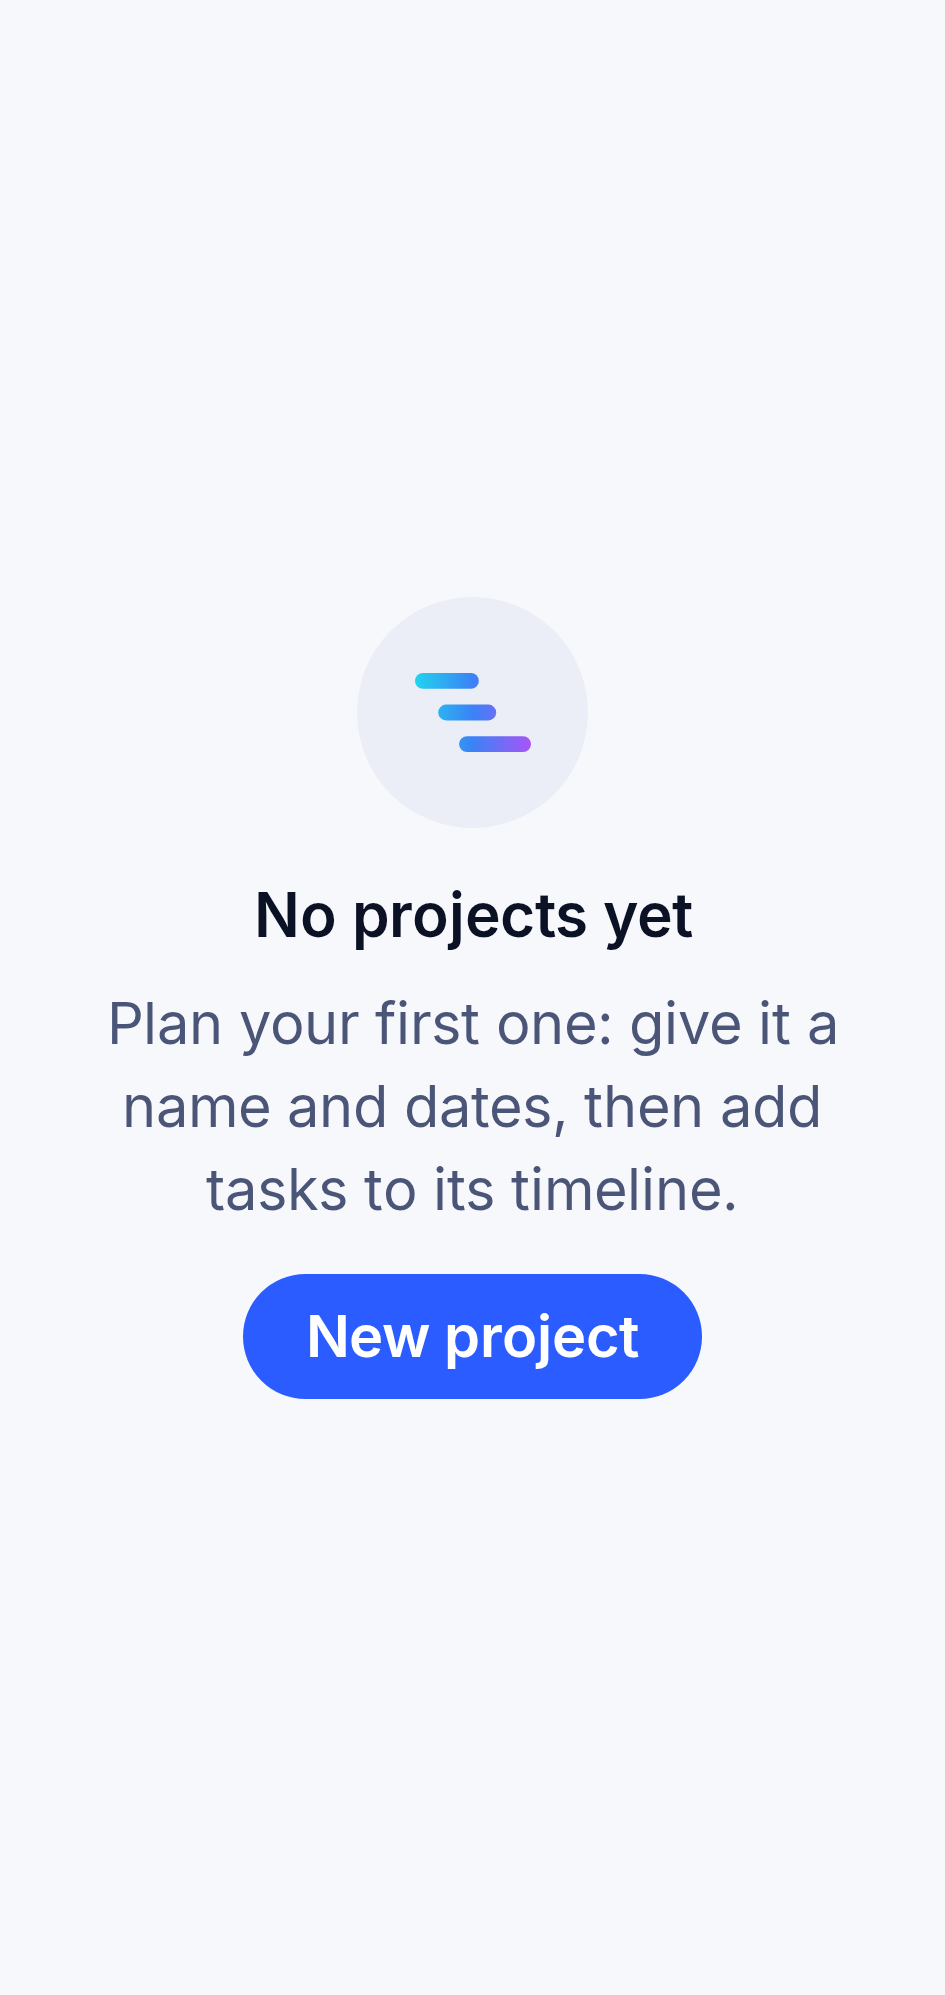 No projects yet
Plan your first one: give it a
name and dates, then add
tasks to its timeline.
New project